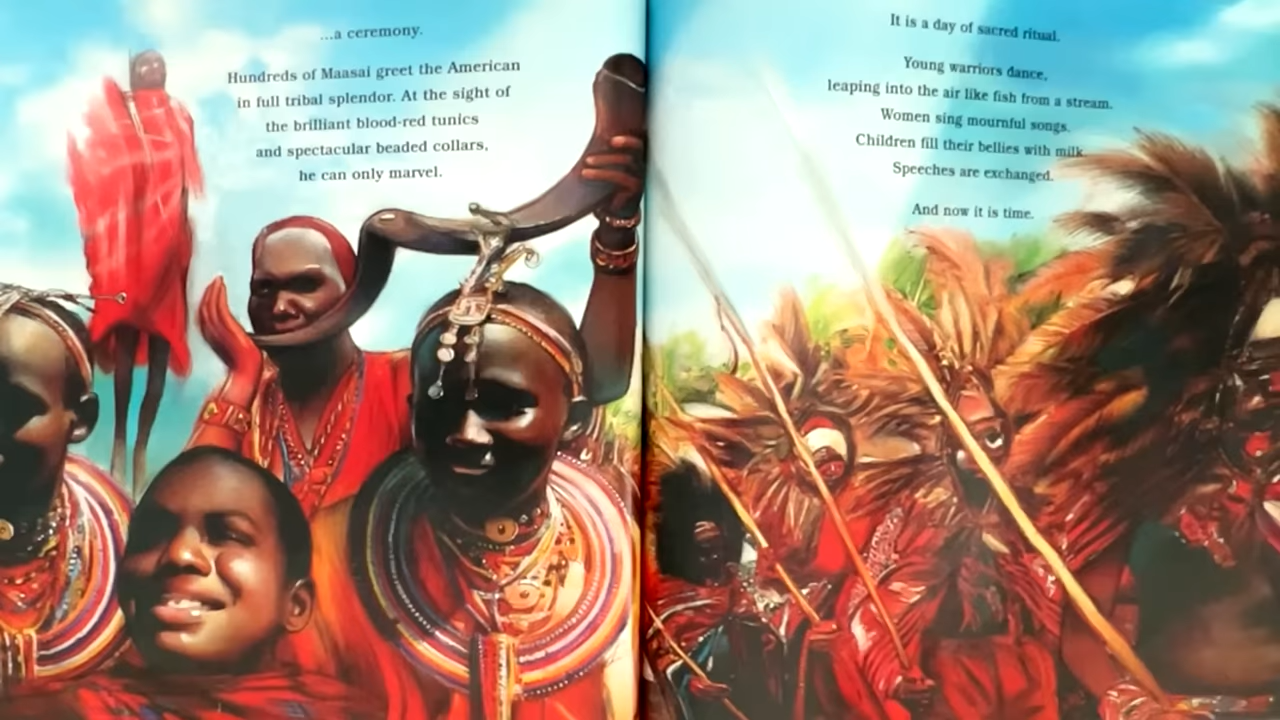 ...a ceremony.
Hundreds of Maasai greet the American
in full tribal splendor. At the sight of
the brilliant blood-red tunics
and spectacular beaded collars,
he can only marvel.
It is a day of sacred ritual.
Young warriors dance,
leaping into the air like fish from a stream.
Women sing mournful songs.
Children fill their bellies with milk.
Speeches are exchanged.
And now it is time.